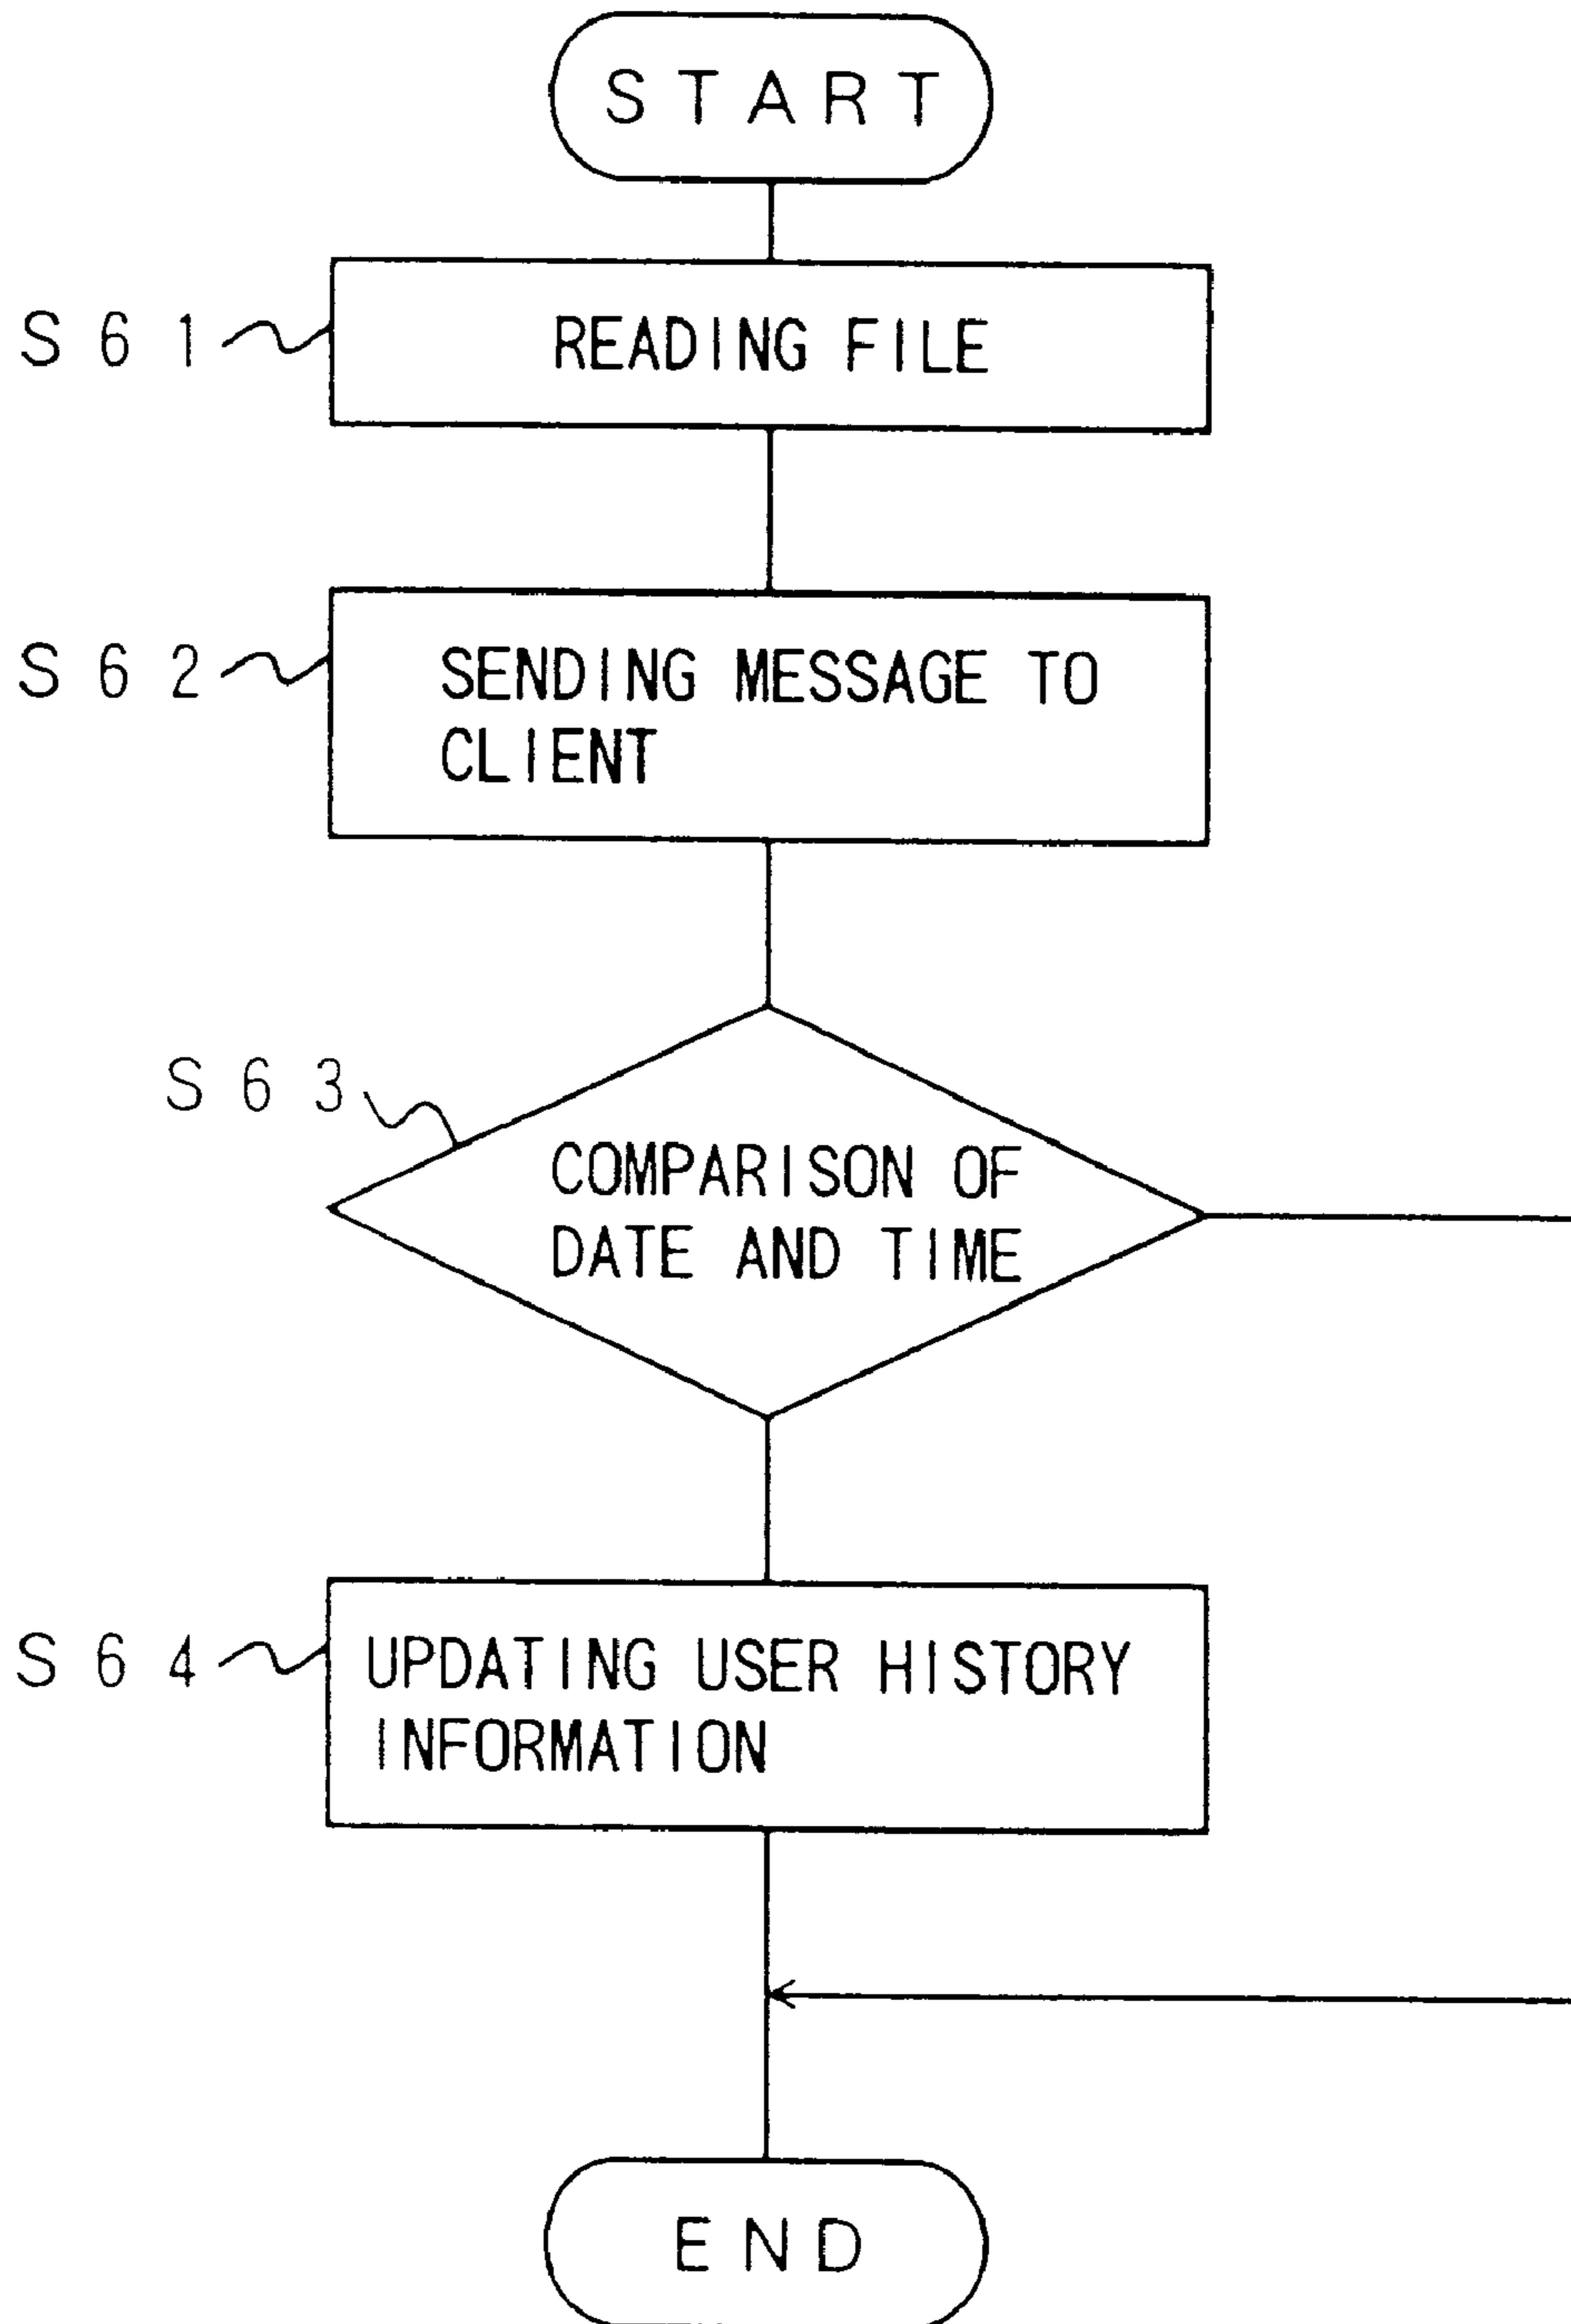 START
S61
READING FILE
S62
SENDING MESSAGE TO
CLIENT
S63
COMPARISON OF
DATE AND TIME
S64
UPDATING USER HISTORY
INFORMATION
END